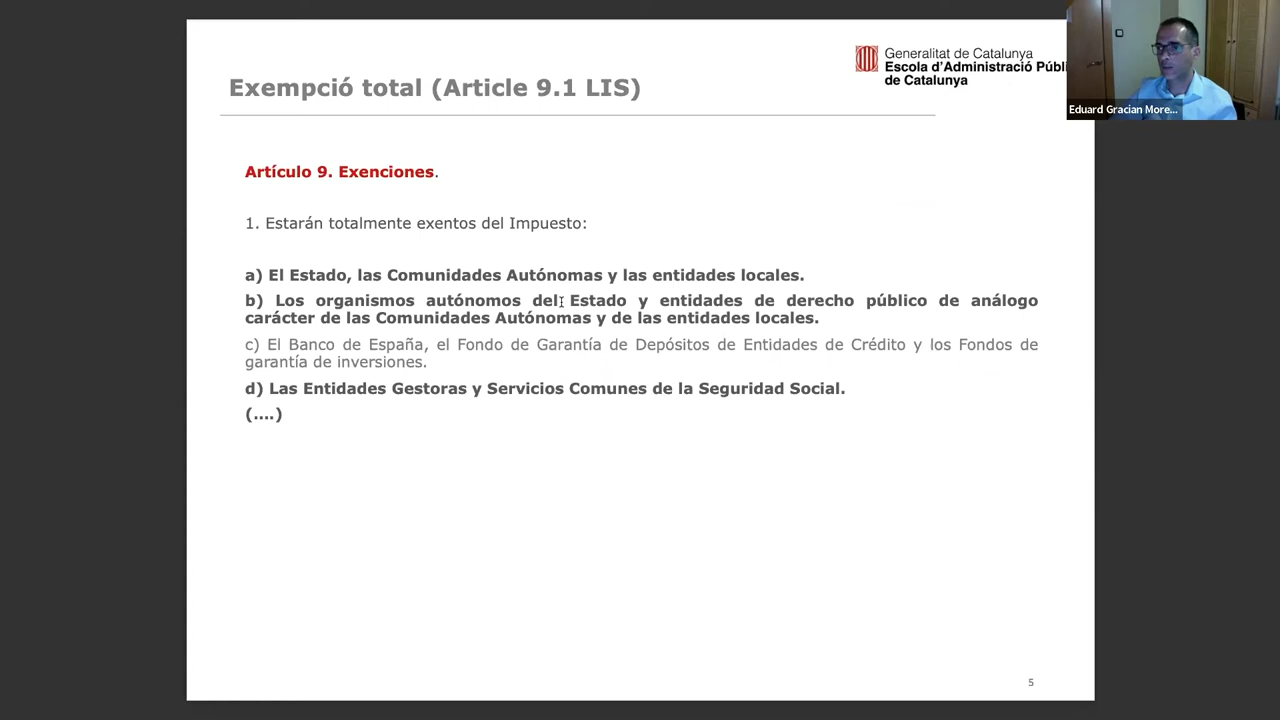 Generalitat de Catalunya
Escola d'Administració Públi
de Catalunya
Eduard Gracian More...
Exempció total (Article 9.1 LIS)
Artículo 9. Exenciones.
1. Estarán totalmente exentos del Impuesto:
a) El Estado, las Comunidades Autónomas y las entidades locales.
b) Los organismos autónomos del Estado y entidades de derecho público de análogo
carácter de las Comunidades Autónomas y de las entidades locales.
c) El Banco de España, el Fondo de Garantía de Depósitos de Entidades de Crédito y los Fondos de
garantía de inversiones.
d) Las Entidades Gestoras y Servicios Comunes de la Seguridad Social.
(....)
5